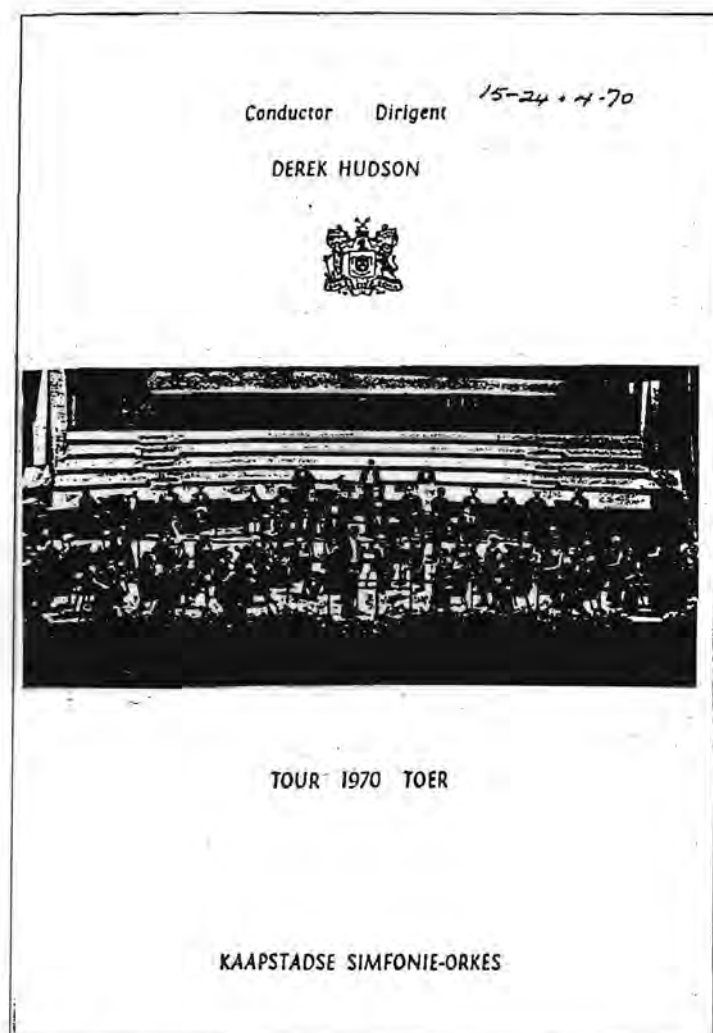 15-24.4.70
Conductor Dirigent
DEREK HUDSON
TOUR 1970 TOER
KAAPSTADSE SIMFONIE-ORKES